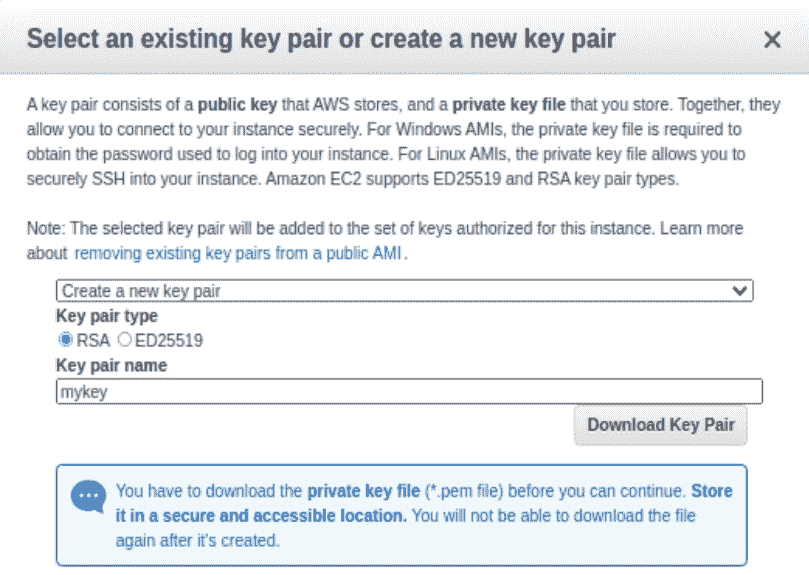 Select an existing key pair or create a new key pair
A key pair consists of a public key that AWS stores, and a private key file that you store. Together, they
allow you to connect to your instance securely. For Windows AMIs, the private key file is required to
obtain the password used to log into your instance. For Linux AMIs, the private key file allows you to
securely SSH into your instance. Amazon EC2 supports ED25519 and RSA key pair types.
Note: The selected key pair will be added to the set of keys authorized for this instance. Learn more
about removing existing key pairs from a public AMI.
Create a new key pair
Key pair type
RSA ED25519
Key pair name
mykey
Download Key Pair
You have to download the private key file (*.pem file) before you can continue. Store
it in a secure and accessible location. You will not be able to download the file
again after it's created.